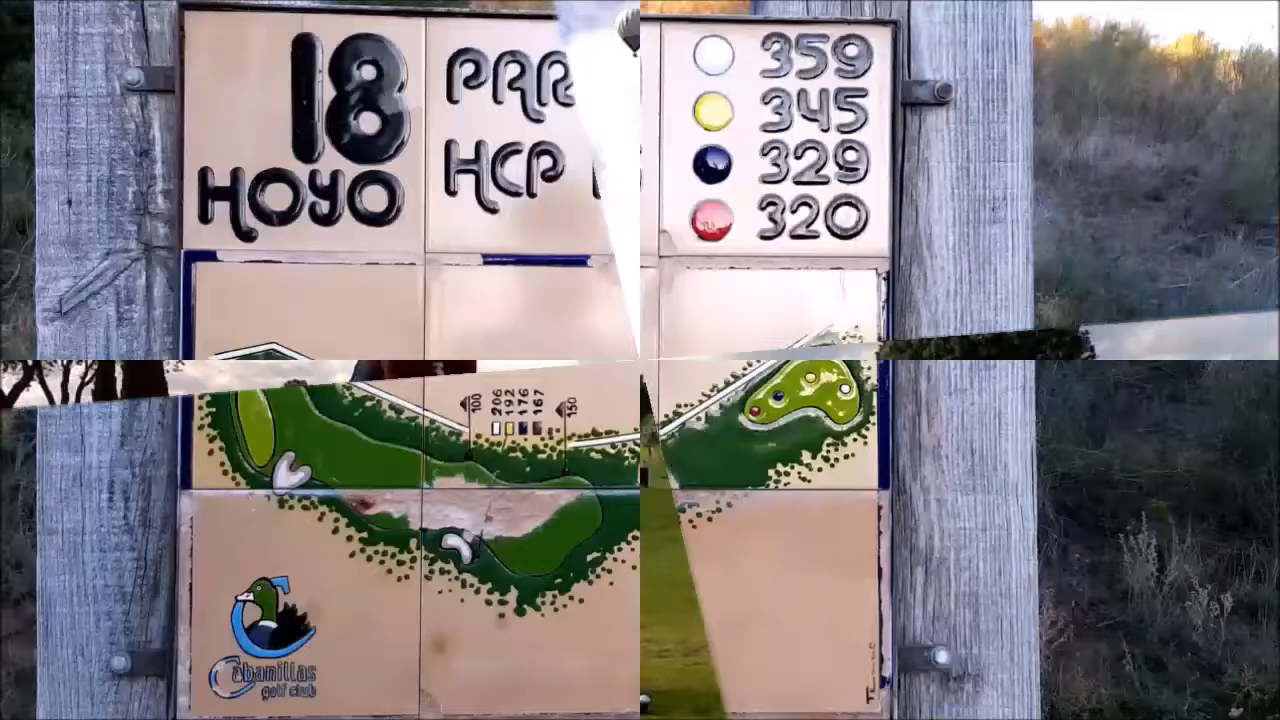 18
HOYO
PAR
HCP
359
345
329
320
100
206
192
176
167
150
Cabanillas
golf club